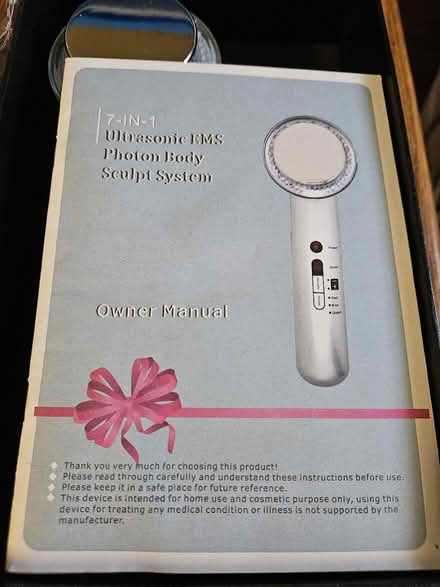 7-IN-1
Ultrasonic EMS
Photon Body
Sculpt System
Owner Manual
Thank you very much for choosing this product!
Please read through carefully and understand these instructions before use.
Please keep it in a safe place for future reference.
This device is intended for home use and cosmetic purpose only, using this
device for treating any medical condition or illness is not supported by the
manufacturer.